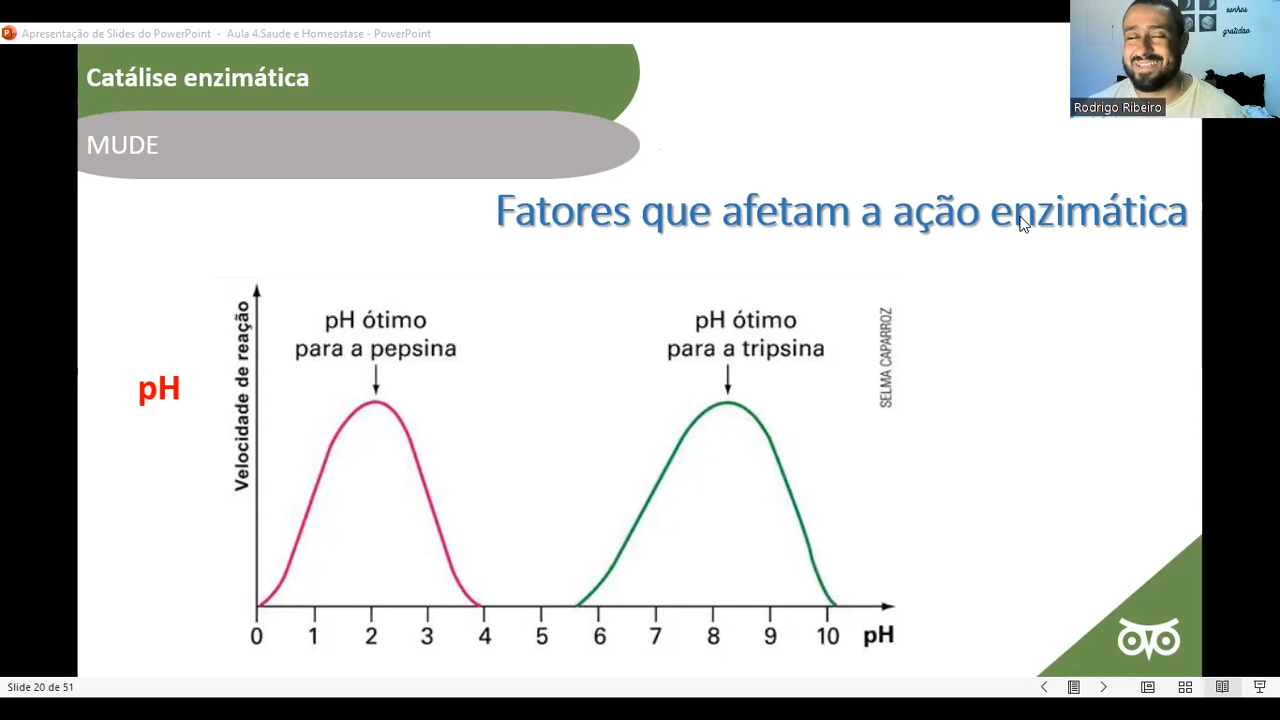 Apresentação de Slides do PowerPoint - Aula 4.Saude e Homeostase - PowerPoint
sonhos
gratidão
Rodrigo Ribeiro
Catálise enzimática
MUDE
Fatores que afetam a ação enzimática
pH
Velocidade de reação
pH ótimo
para a pepsina
pH ótimo
para a tripsina
SELMA CAPARROZ
0 1 2 3 4 5 6 7 8 9 10 pH
Slide 20 de 51